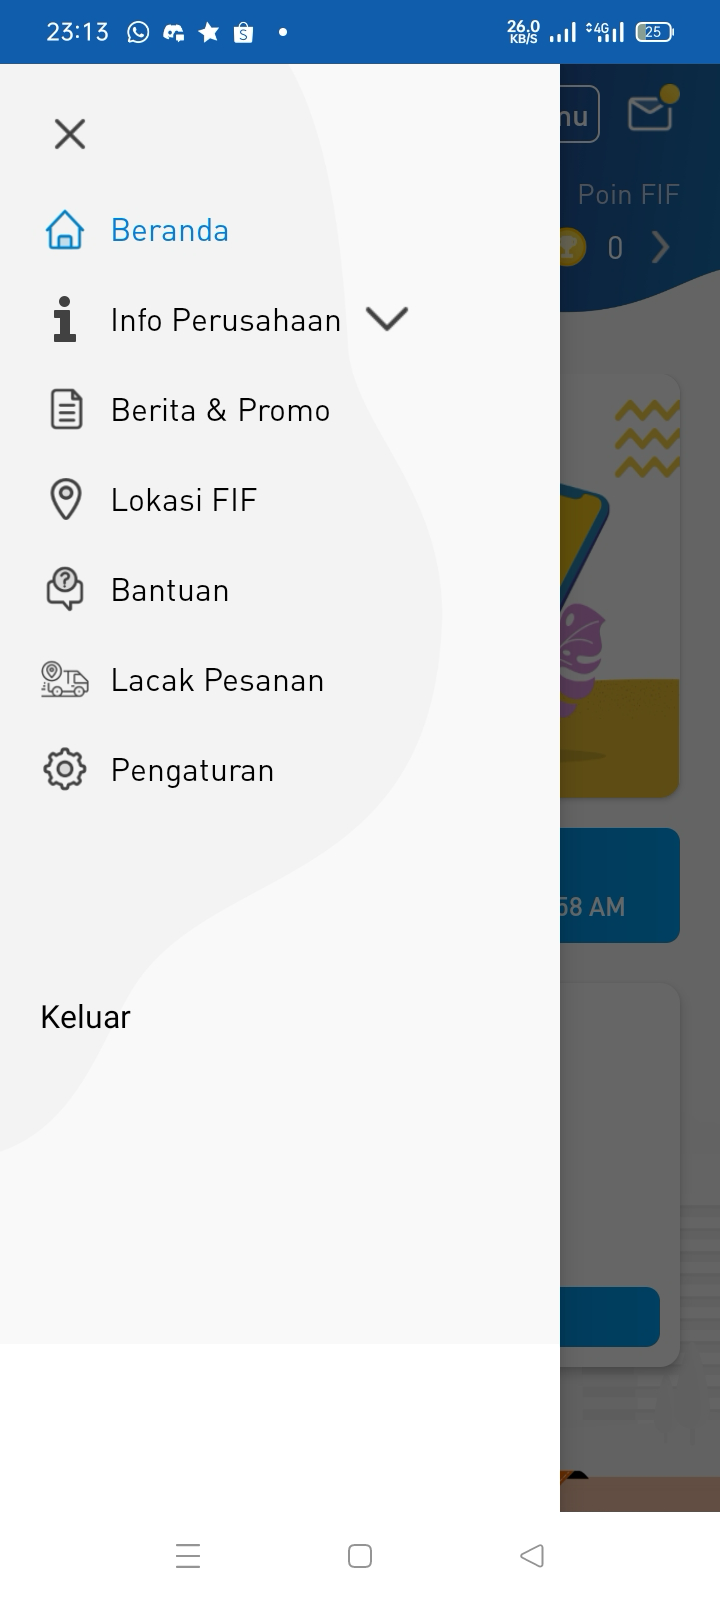 23:13
26.0
KB/S
4G
25
nu
Poin FIF
0
Beranda
Info Perusahaan
Berita & Promo
Lokasi FIF
Bantuan
Lacak Pesanan
Pengaturan
58 AM
Keluar